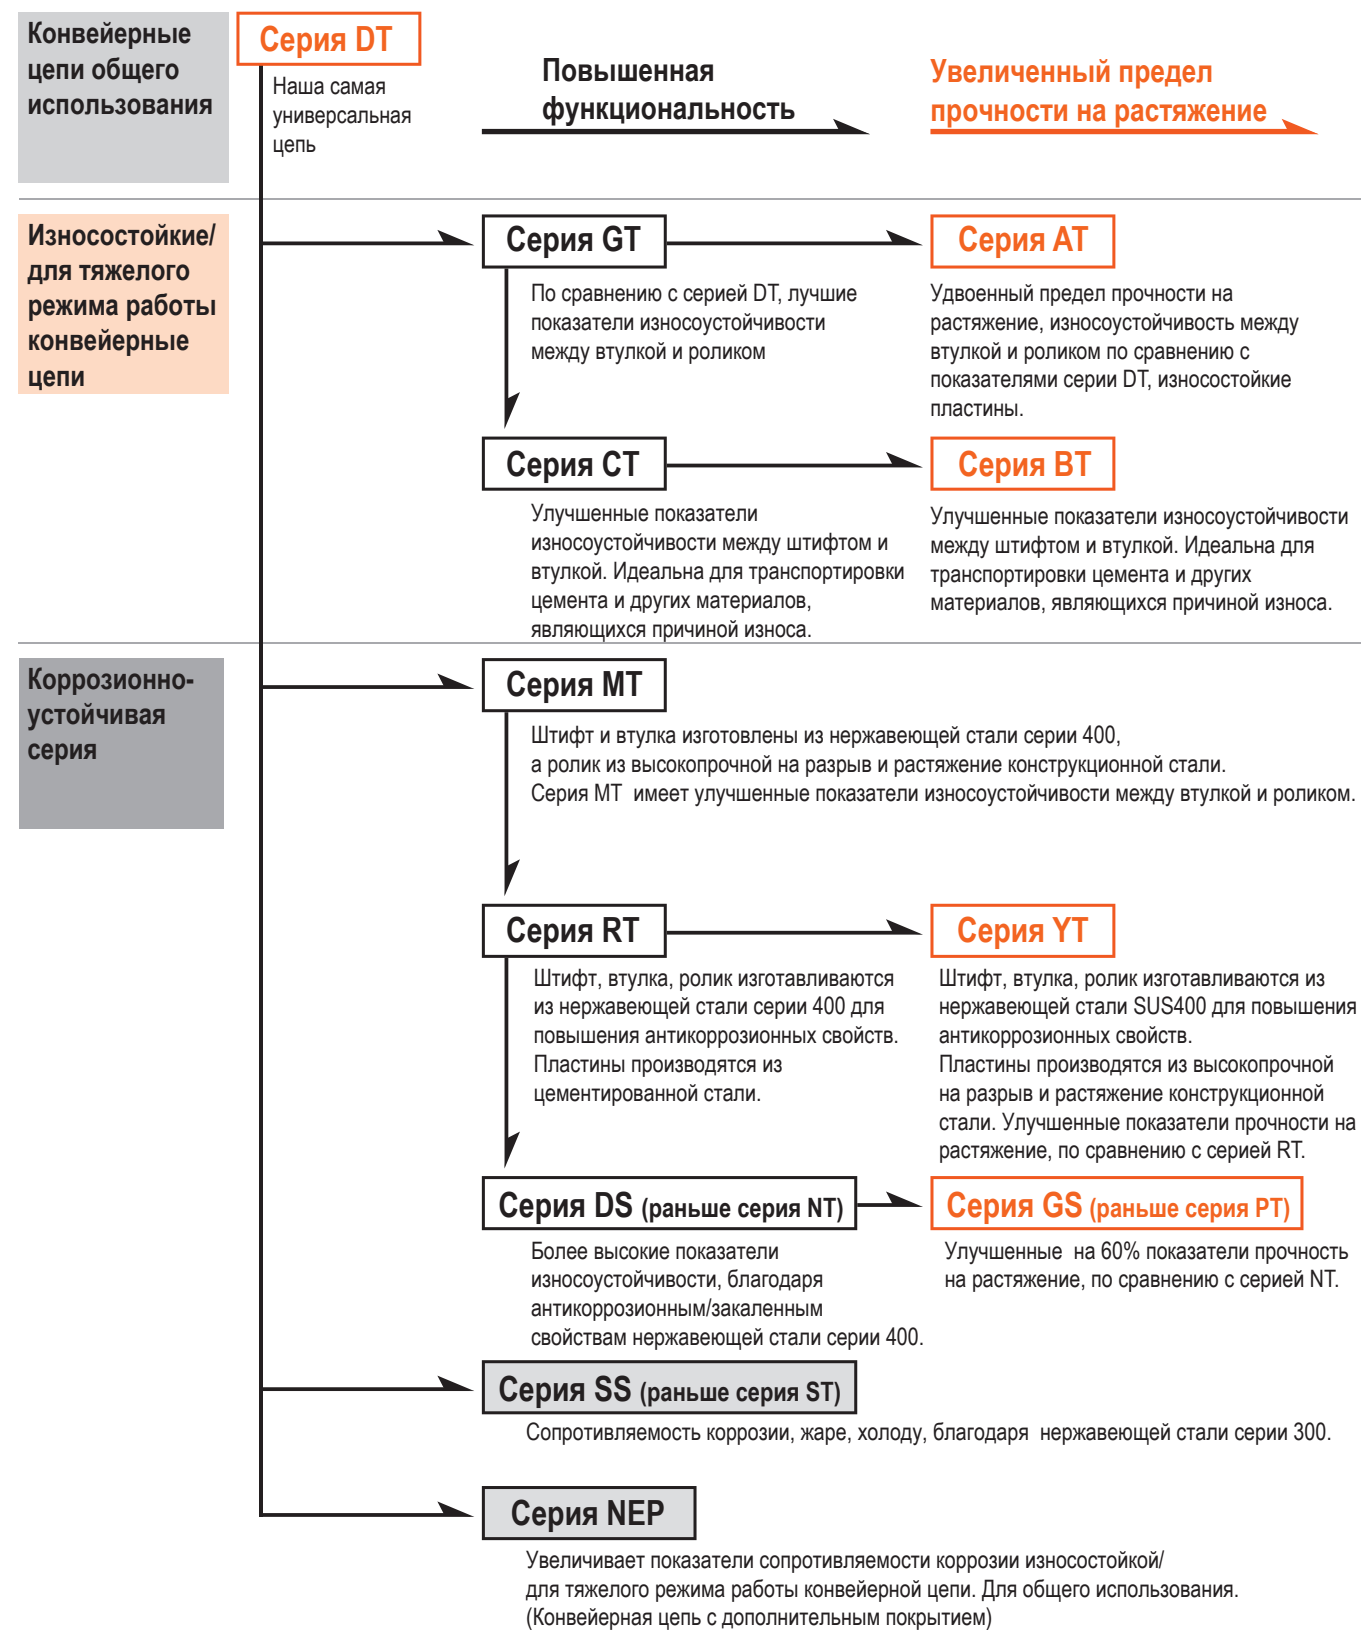 Конвейерные
цепи общего
использования
Серия DT
Наша самая
универсальная
цепь
Повышенная
функциональность
Увеличенный предел
прочности на растяжение
Износостойкие/
для тяжелого
режима работы
конвейерные
цепи
Серия GT
По сравнению с серией DT, лучшие
показатели износоустойчивости
между втулкой и роликом
Серия AT
Удвоенный предел прочности на
растяжение, износоустойчивость между
втулкой и роликом по сравнению с
показателями серии DT, износостойкие
пластины.
Серия CT
Улучшенные показатели
износоустойчивости между штифтом и
втулкой. Идеальна для транспортировки
цемента и других материалов,
являющихся причиной износа.
Серия BT
Улучшенные показатели износоустойчивости
между штифтом и втулкой. Идеальна для
транспортировки цемента и других
материалов, являющихся причиной износа.
Коррозионно-
устойчивая
серия
Серия MT
Штифт и втулка изготовлены из нержавеющей стали серии 400,
а ролик из высокопрочной на разрыв и растяжение конструкционной стали.
Серия MT имеет улучшенные показатели износоустойчивости между втулкой и роликом.
Серия RT
Штифт, втулка, ролик изготавливаются
из нержавеющей стали серии 400 для
повышения антикоррозионных свойств.
Пластины производятся из
цементированной стали.
Серия YT
Штифт, втулка, ролик изготавливаются из
нержавеющей стали SUS400 для повышения
антикоррозионных свойств.
Пластины производятся из высокопрочной
на разрыв и растяжение конструкционной
стали. Улучшенные показатели прочности на
растяжение, по сравнению с серией RT.
Серия DS (раньше серия NT)
Более высокие показатели
износоустойчивости, благодаря
антикоррозионным/закаленным
свойствам нержавеющей стали серии 400.
Серия GS (раньше серия PT)
Улучшенные на 60% показатели прочность
на растяжение, по сравнению с серией NT.
Серия SS (раньше серия ST)
Сопротивляемость коррозии, жаре, холоду, благодаря нержавеющей стали серии 300.
Серия NEP
Увеличивает показатели сопротивляемости коррозии износостойкой/
для тяжелого режима работы конвейерной цепи. Для общего использования.
(Конвейерная цепь с дополнительным покрытием)